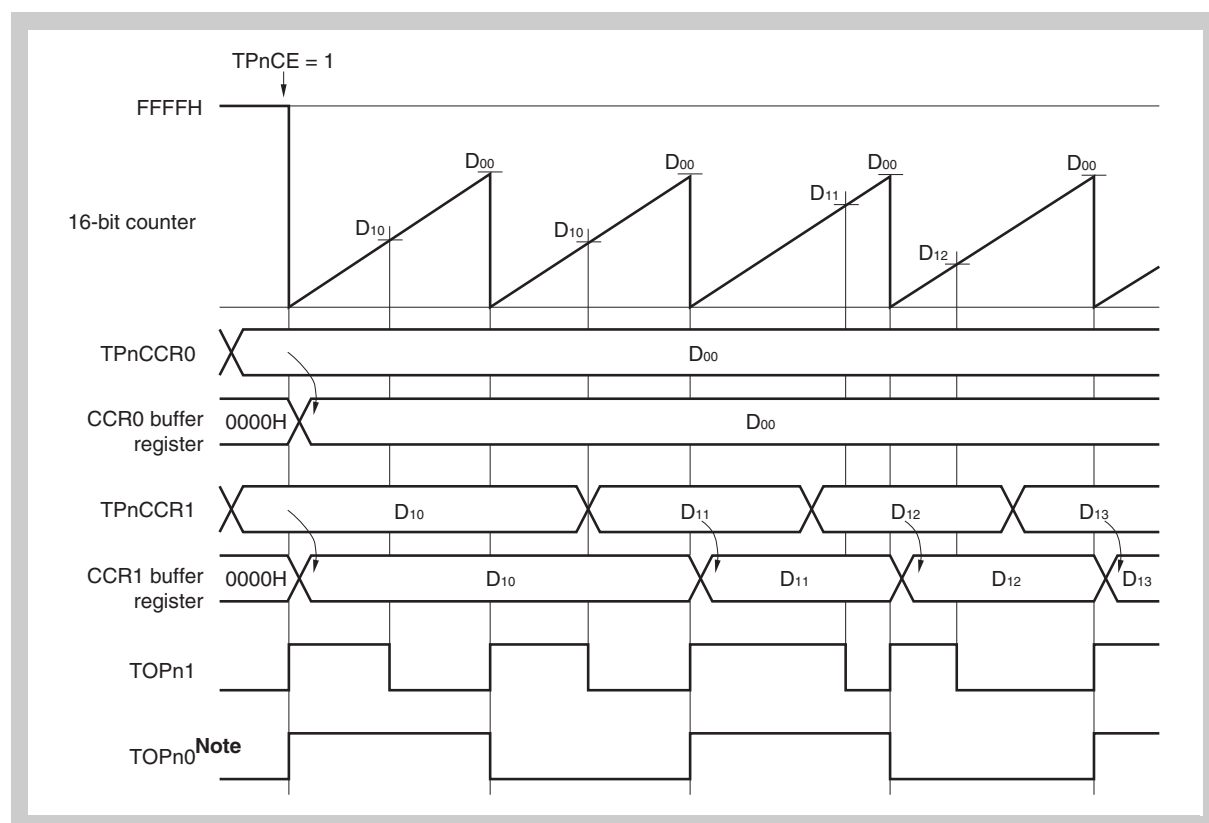 TPnCE = 1
FFFFH
D00 D00 D00 D00
D11
D10 D10
D12
16-bit counter
TPnCCR0
D00
CCR0 buffer
register
0000H
D00
TPnCCR1
D10 D11 D12 D13
CCR1 buffer
register
0000H
D10 D11 D12 D13
TOPn1
TOPn0Note